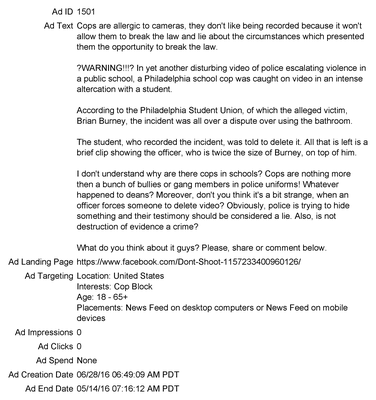 Ad ID 1501
Ad Text Cops are allergic to cameras, they don't like being recorded because it won't
allow them to break the law and lie about the circumstances which presented
them the opportunity to break the law.
?WARNING!!!? In yet another disturbing video of police escalating violence in
a public school, a Philadelphia school cop was caught on video in an intense
altercation with a student.
According to the Philadelphia Student Union, of which the alleged victim,
Brian Burney, the incident was all over a dispute over using the bathroom.
The student, who recorded the incident, was told to delete it. All that is left is a
brief clip showing the officer, who is twice the size of Burney, on top of him.
I don't understand why are there cops in schools? Cops are nothing more
then a bunch of bullies or gang members in police uniforms! Whatever
happened to deans? Moreover, don't you think it's a bit strange, when an
officer forces someone to delete video? Obviously, police is trying to hide
something and their testimony should be considered a lie. Also, is not
destruction of evidence a crime?
What do you think about it guys? Please, share or comment below.
Ad Landing Page https://www.facebook.com/Dont-Shoot-1157233400960126/
Ad Targeting Location: United States
Interests: Cop Block
Age: 18 - 65+
Placements: News Feed on desktop computers or News Feed on mobile
devices
Ad Impressions 0
Ad Clicks 0
Ad Spend None
Ad Creation Date 06/28/16 06:49:09 AM PDT
Ad End Date 05/14/16 07:16:12 AM PDT